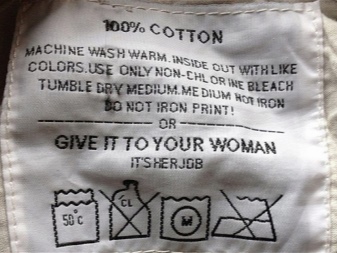 100% COTTON
MACHINE WASH WARM. INSIDE OUT WITH LIKE
COLORS.USE ONLY NON-CHLORINE BLEACH
TUMBLE DRY MEDIUM.MEDIUM HOT IRON
DO NOT IRON PRINT!
OR
GIVE IT TO YOUR WOMAN
IT'S HER JOB
50°C
CL
M